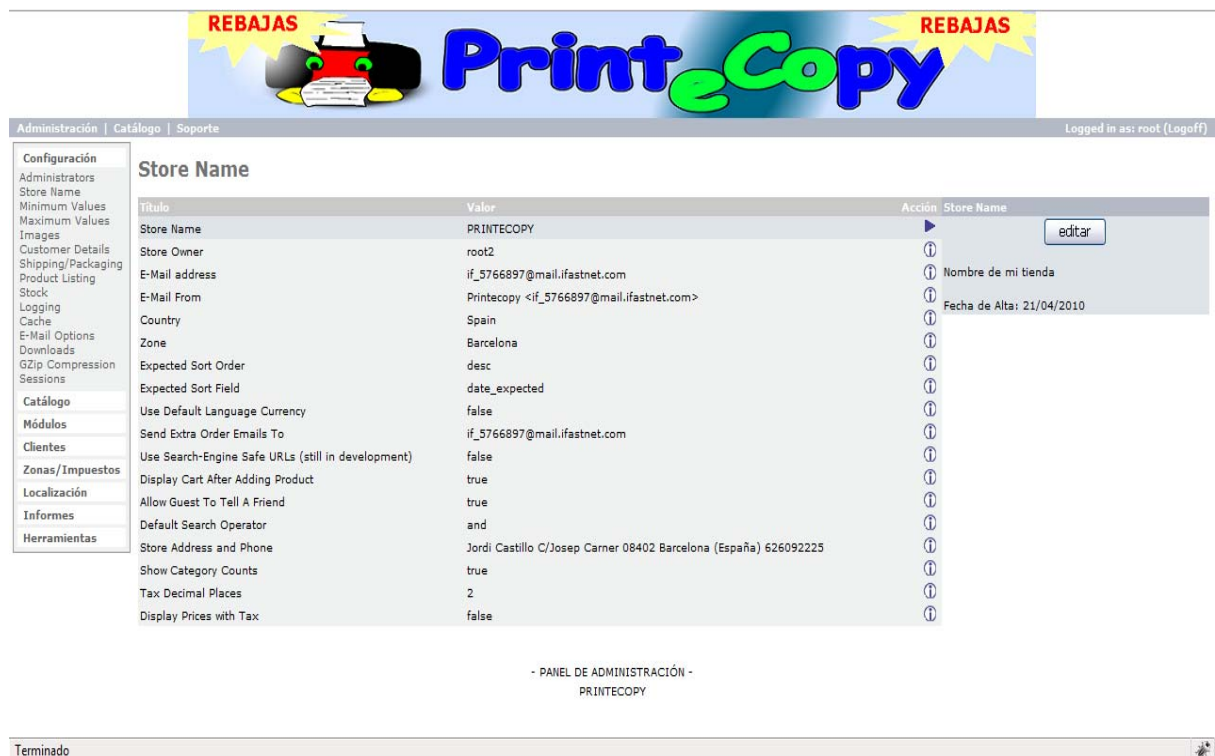 REBAJAS
REBAJAS
Print e Copy
Administración | Catálogo | Soporte
Logged in as: root (Logoff)
Configuración
Administrators
Store Name
Minimum Values
Maximum Values
Images
Customer Details
Shipping/Packaging
Product Listing
Stock
Logging
Cache
E-Mail Options
Downloads
GZip Compression
Sessions
Catálogo
Módulos
Clientes
Zonas/Impuestos
Localización
Informes
Herramientas
Store Name
Título Valor Acción
Store Name PRINTECOPY
Store Owner root2
E-Mail address if_5766897@mail.ifastnet.com
E-Mail From Printecopy <if_5766897@mail.ifastnet.com>
Country Spain
Zone Barcelona
Expected Sort Order desc
Expected Sort Field date_expected
Use Default Language Currency false
Send Extra Order Emails To if_5766897@mail.ifastnet.com
Use Search-Engine Safe URLs (still in development) false
Display Cart After Adding Product true
Allow Guest To Tell A Friend true
Default Search Operator and
Store Address and Phone Jordi Castillo C/Josep Carner 08402 Barcelona (España) 626092225
Show Category Counts true
Tax Decimal Places 2
Display Prices with Tax false
Store Name
editar
Nombre de mi tienda
Fecha de Alta: 21/04/2010
- PANEL DE ADMINISTRACIÓN -
PRINTECOPY
Terminado